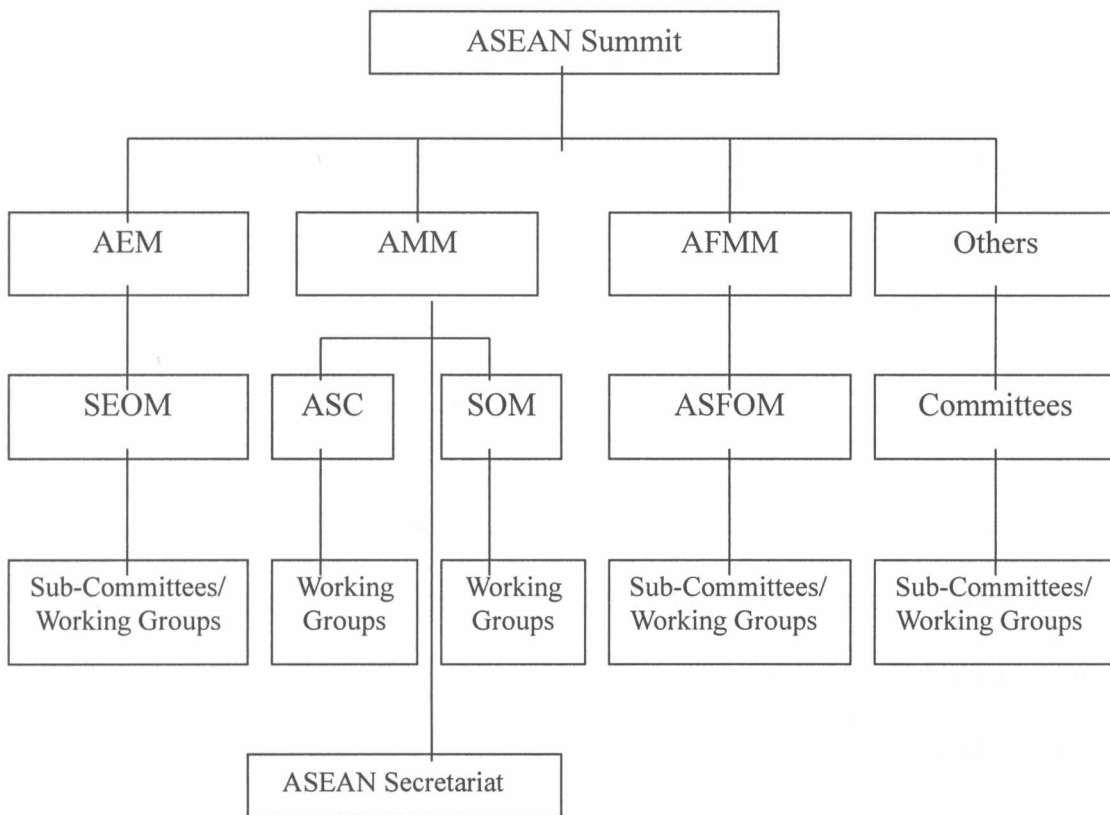 ASEAN Summit
AEM
AMM
AFMM
Others
SEOM
ASC
SOM
ASFOM
Committees
Sub-Committees/
Working Groups
Working
Groups
Working
Groups
Sub-Committees/
Working Groups
Sub-Committees/
Working Groups
ASEAN Secretariat